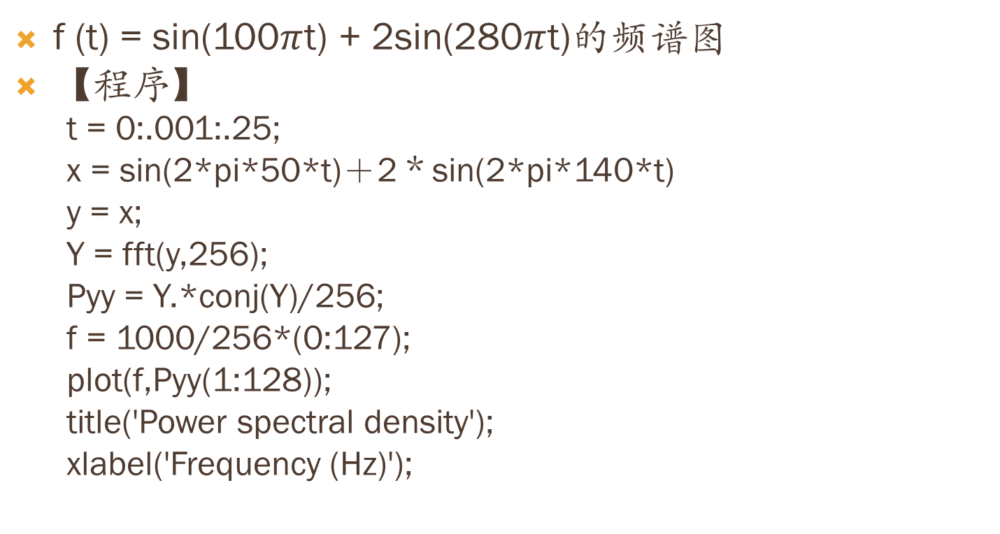 f (t) = sin(100πt) + 2sin(280πt)的频谱图
【程序】
t = 0:.001:.25;
x = sin(2*pi*50*t)＋2＊sin(2*pi*140*t)
y = x;
Y = fft(y,256);
Pyy = Y.*conj(Y)/256;
f = 1000/256*(0:127);
plot(f,Pyy(1:128));
title('Power spectral density');
xlabel('Frequency (Hz)');